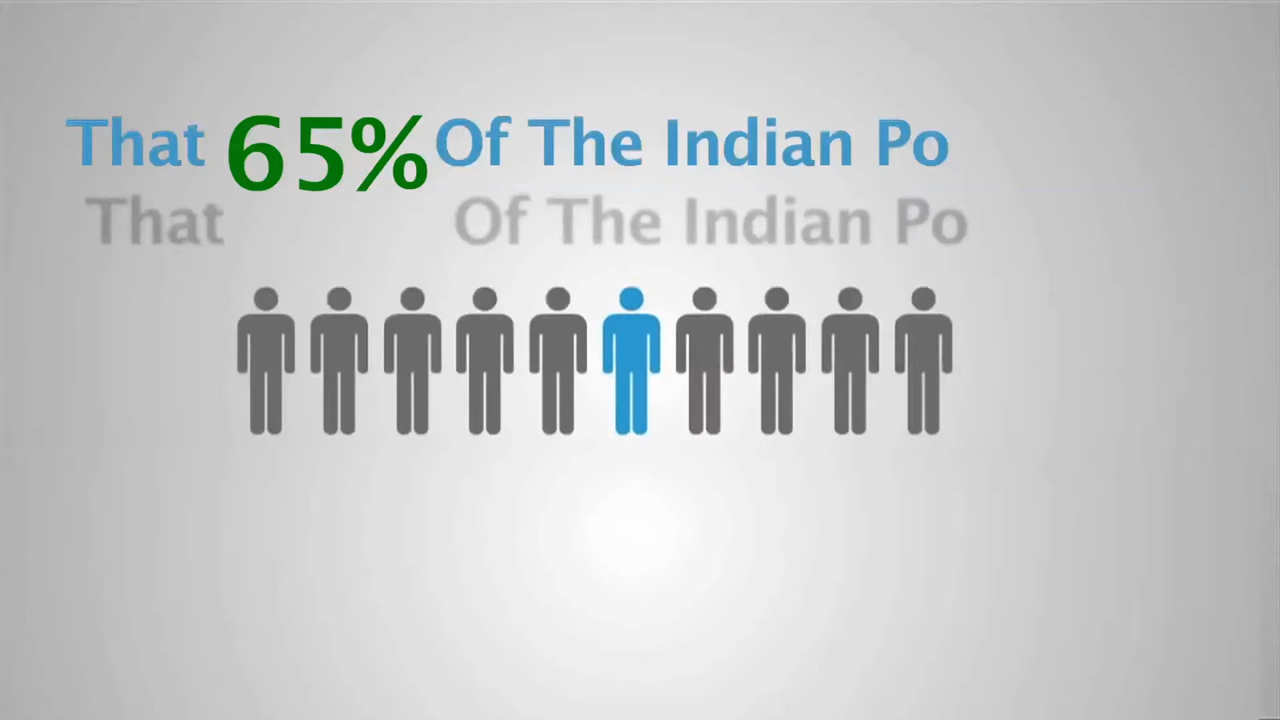 That 65% Of The Indian Po
That Of The Indian Po